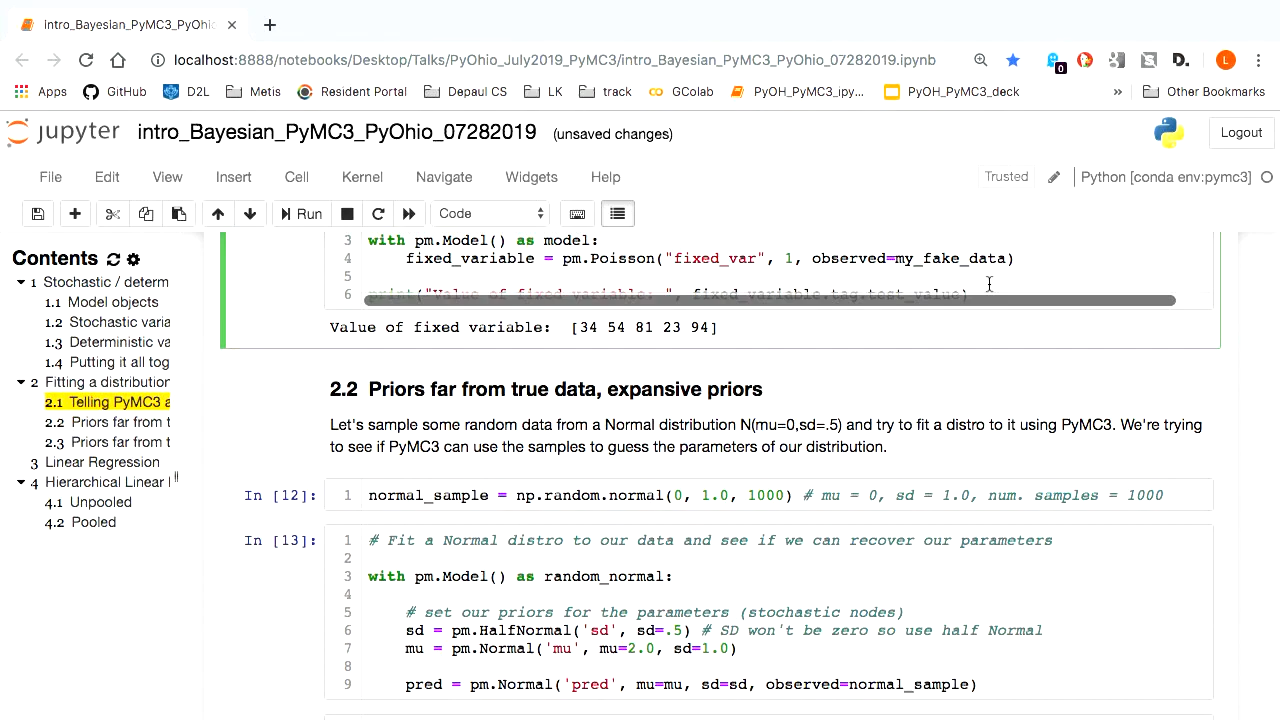 intro_Bayesian_PyMC3_PyOhio
localhost:8888/notebooks/Desktop/Talks/PyOhio_July2019_PyMC3/intro_Bayesian_PyMC3_PyOhio_07282019.ipynb
0
D.
L
Apps GitHub D2L Metis Resident Portal Depaul CS LK track GColab PyOH_PyMC3_ipy... PyOH_PyMC3_deck » Other Bookmarks
jupyter intro_Bayesian_PyMC3_PyOhio_07282019 (unsaved changes) Logout
File Edit View Insert Cell Kernel Navigate Widgets Help Trusted Python [conda env:pymc3]
Run Code
Contents
1 Stochastic / determ
1.1 Model objects
1.2 Stochastic varia
1.3 Deterministic va
1.4 Putting it all tog
2 Fitting a distribution
2.1 Telling PyMC3 a
2.2 Priors far from t
2.3 Priors far from t
3 Linear Regression
4 Hierarchical Linear
4.1 Unpooled
4.2 Pooled
3 with pm.Model() as model:
4 fixed_variable = pm.Poisson("fixed_var", 1, observed=my_fake_data)
5
6 print("Value of fixed variable: ", fixed_variable.tag.test_value)
Value of fixed variable: [34 54 81 23 94]
2.2 Priors far from true data, expansive priors
Let's sample some random data from a Normal distribution N(mu=0,sd=.5) and try to fit a distro to it using PyMC3. We're trying
to see if PyMC3 can use the samples to guess the parameters of our distribution.
In [12]: 1 normal_sample = np.random.normal(0, 1.0, 1000) # mu = 0, sd = 1.0, num. samples = 1000
In [13]: 1 # Fit a Normal distro to our data and see if we can recover our parameters
2
3 with pm.Model() as random_normal:
4
5 # set our priors for the parameters (stochastic nodes)
6 sd = pm.HalfNormal('sd', sd=.5) # SD won't be zero so use half Normal
7 mu = pm.Normal('mu', mu=2.0, sd=1.0)
8
9 pred = pm.Normal('pred', mu=mu, sd=sd, observed=normal_sample)